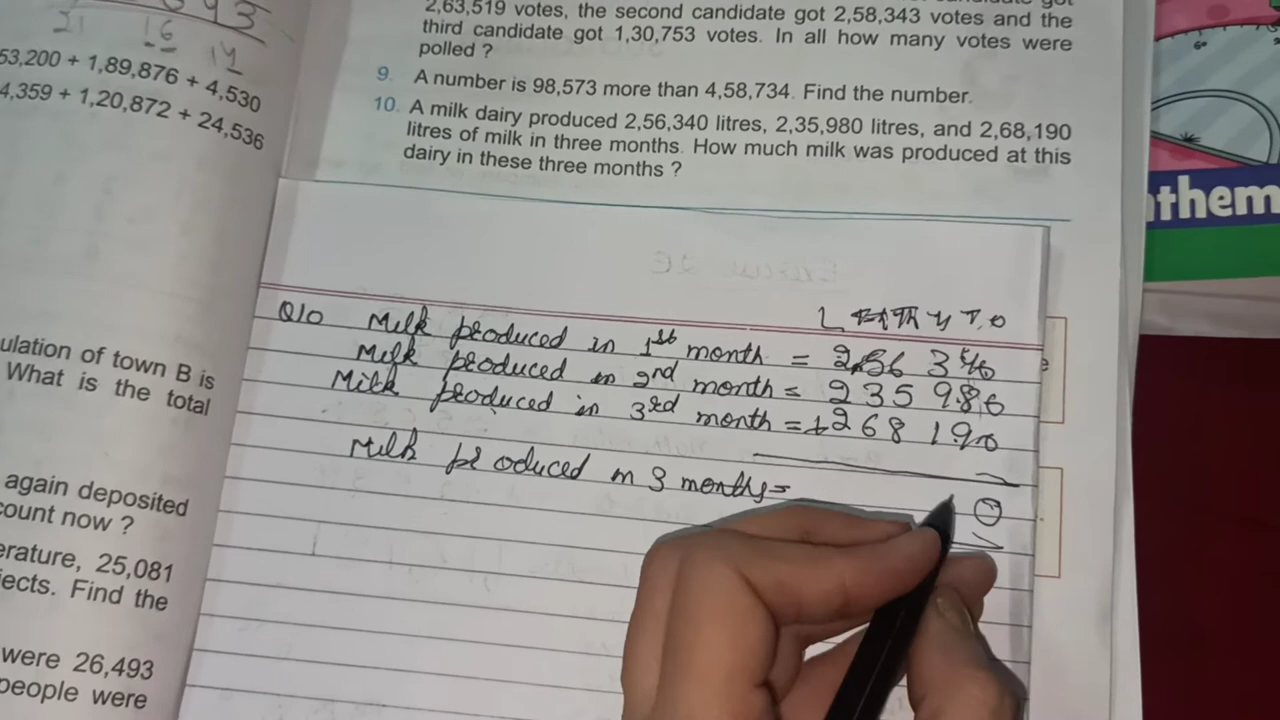 53,200 + 1,89,876 + 4,530
4,359 + 1,20,872 + 24,536
ulation of town B is
What is the total
again deposited
count now ?
erature, 25,081
jects. Find the
were 26,493
people were
2,63,519 votes, the second candidate got 2,58,343 votes and the
third candidate got 1,30,753 votes. In all how many votes were
polled ?
9. A number is 98,573 more than 4,58,734. Find the number.
10. A milk dairy produced 2,56,340 litres, 2,35,980 litres, and 2,68,190
litres of milk in three months. How much milk was produced at this
dairy in these three months ?
Q10 Milk produced in 1st month = 256 340
Milk produced in 2nd month = 235 980
Milk produced in 3rd month = +268 190
Milk produced in 3 months =
0
them